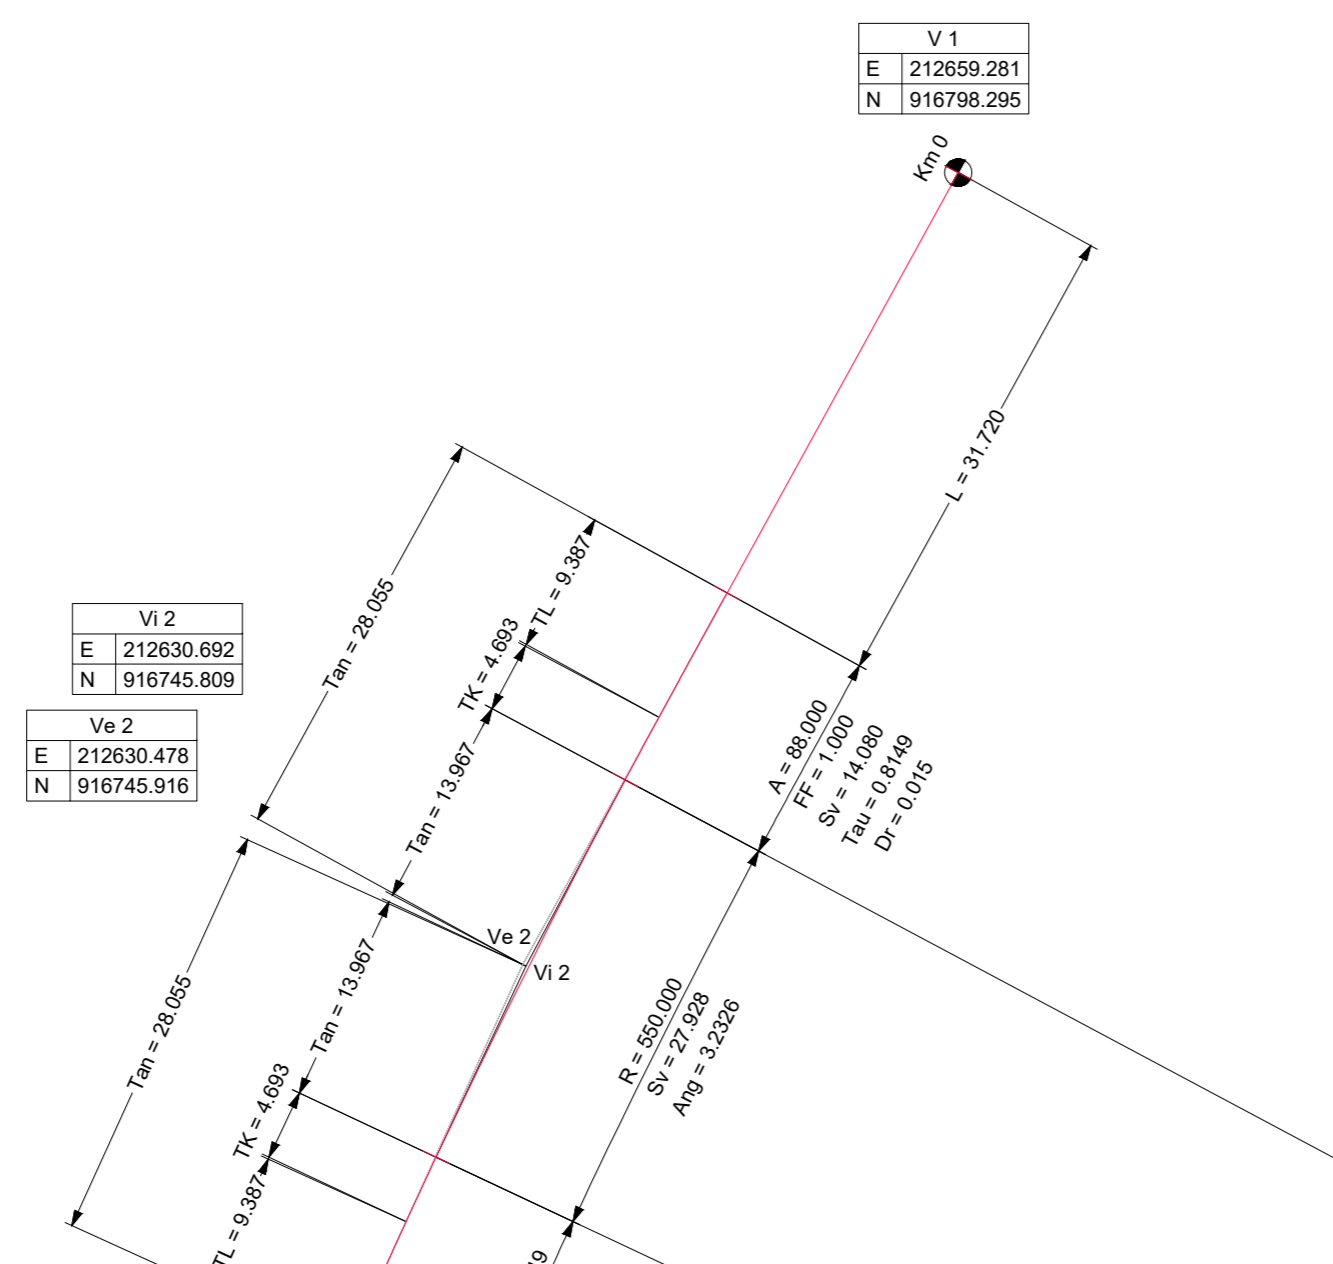 V 1
E 212659.281
N 916798.295
Km 0
L = 31.720
Tan = 28.055
TL = 9.387
TK = 4.693
Tan = 13.967
Vi 2
E 212630.692
N 916745.809
Ve 2
E 212630.478
N 916745.916
A = 88.000
FF = 1.000
Sv = 14.080
Tau = 0.8149
Dr = 0.015
Ve 2
Vi 2
Tan = 28.055
Tan = 13.967
R = 550.000
Sv = 27.928
Ang = 3.2326
TK = 4.693
TL = 9.387